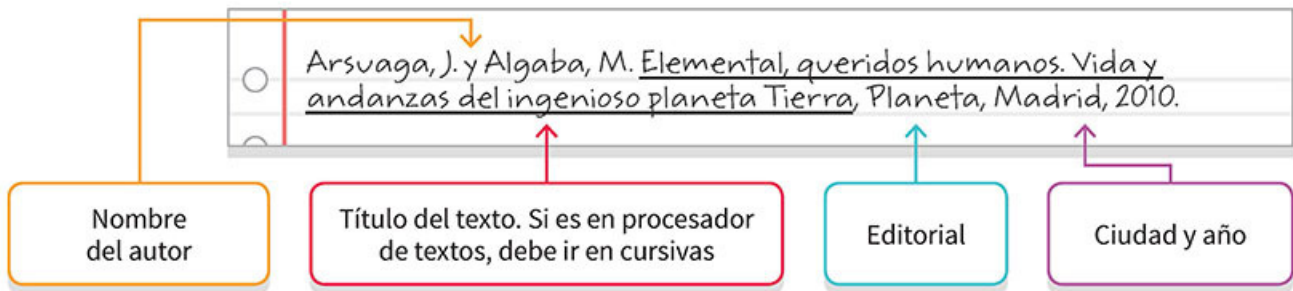 Arsuaga, J. y Algaba, M. Elemental, queridos humanos. Vida y
andanzas del ingenioso planeta Tierra, Planeta, Madrid, 2010.
Nombre
del autor
Título del texto. Si es en procesador
de textos, debe ir en cursivas
Editorial
Ciudad y año